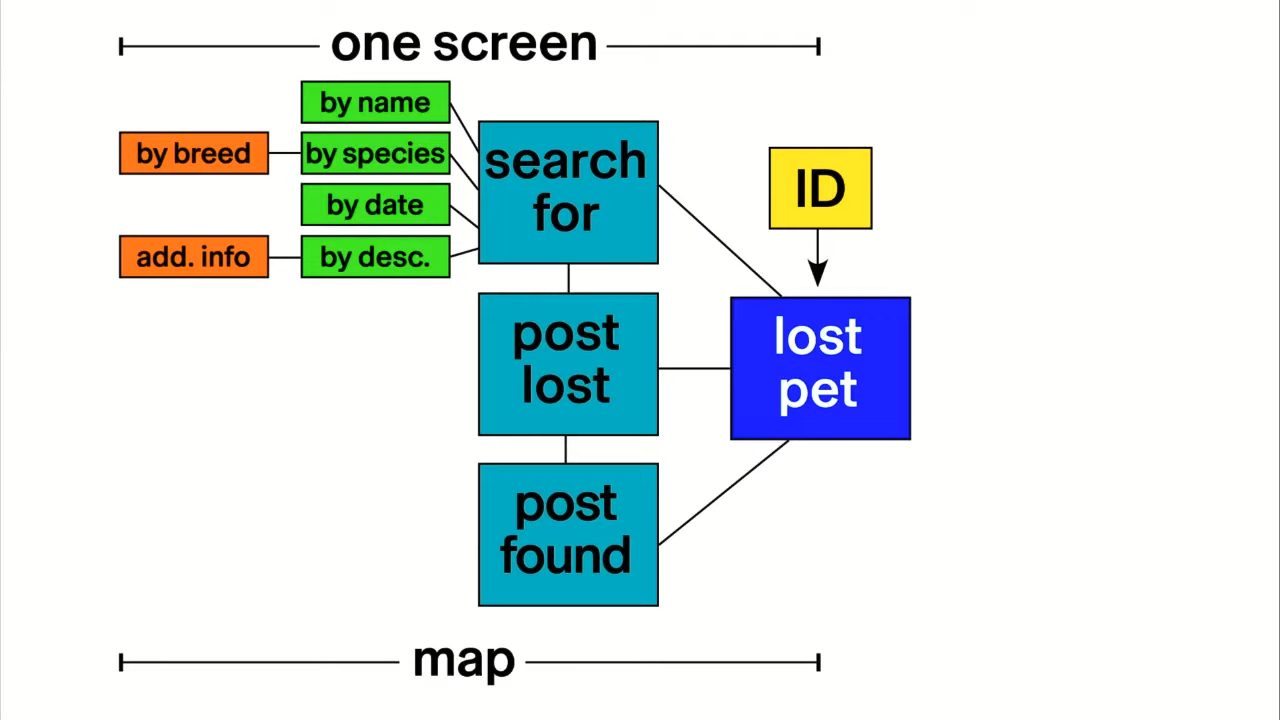 one screen
by name
by breed
by species
by date
add. info
by desc.
search
for
ID
post
lost
lost
pet
post
found
map